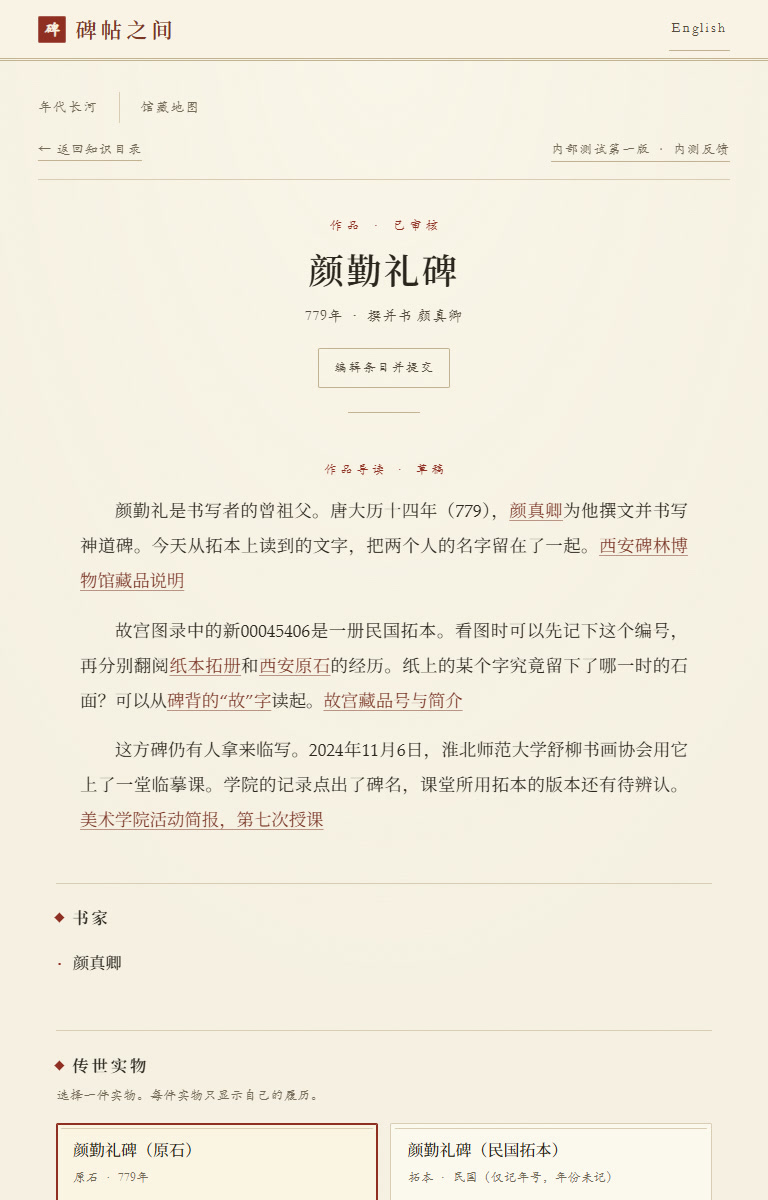 碑 碑帖之间
English
年代长河 馆藏地图
← 返回知识目录 内部测试第一版 · 内测反馈
作品 · 已审核
颜勤礼碑
779年 · 撰并书 颜真卿
编辑条目并提交
作品导读 · 草稿
颜勤礼是书写者的曾祖父。唐大历十四年（779），颜真卿为他撰文并书写
神道碑。今天从拓本上读到的文字，把两个人的名字留在了一起。西安碑林博
物馆藏品说明
故宫图录中的新00045406是一册民国拓本。看图时可以先记下这个编号，
再分别翻阅纸本拓册和西安原石的经历。纸上的某个字究竟留下了哪一时的石
面？可以从碑背的“故”字读起。故宫藏品号与简介
这方碑仍有人拿来临写。2024年11月6日，淮北师范大学舒柳书画协会用它
上了一堂临摹课。学院的记录点出了碑名，课堂所用拓本的版本还有待辨认。
美术学院活动简报，第七次授课
书家
· 颜真卿
传世实物
选择一件实物。每件实物只显示自己的履历。
颜勤礼碑（原石） 颜勤礼碑（民国拓本）
原石 · 779年 拓本 · 民国（仅记年号，年份未记）